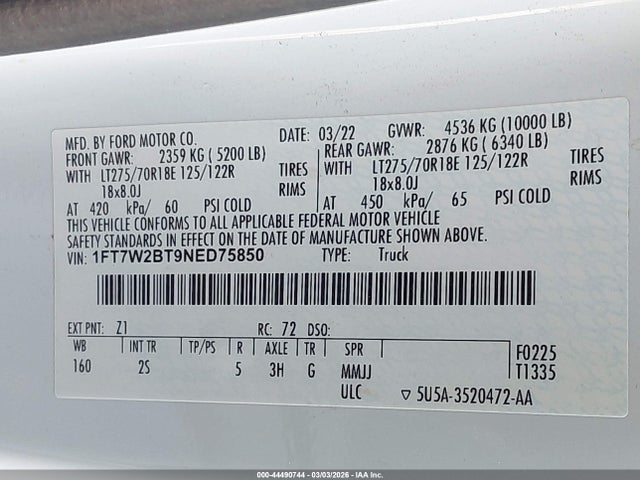 MFD. BY FORD MOTOR CO. DATE: 03/22 GVWR: 4536 KG (10000 LB)
FRONT GAWR: 2359 KG ( 5200 LB) REAR GAWR: 2876 KG ( 6340 LB)
WITH LT275/70R18E 125/122R TIRES WITH LT275/70R18E 125/122R TIRES
18x8.0J RIMS 18x8.0J RIMS
AT 420 kPa/ 60 PSI COLD AT 450 kPa/ 65 PSI COLD
THIS VEHICLE CONFORMS TO ALL APPLICABLE FEDERAL MOTOR VEHICLE
SAFETY STANDARDS IN EFFECT ON THE DATE OF MANUFACTURE SHOWN ABOVE.
VIN: 1FT7W2BT9NED75850 TYPE: Truck
EXT PNT: Z1 RC: 72 DSO:
WB INT TR TP/PS R AXLE TR SPR F0225
160 2S 5 3H G MMJJ T1335
ULC 5U5A-3520472-AA
000-44490744 | 03/03/2026 | IAA Inc.